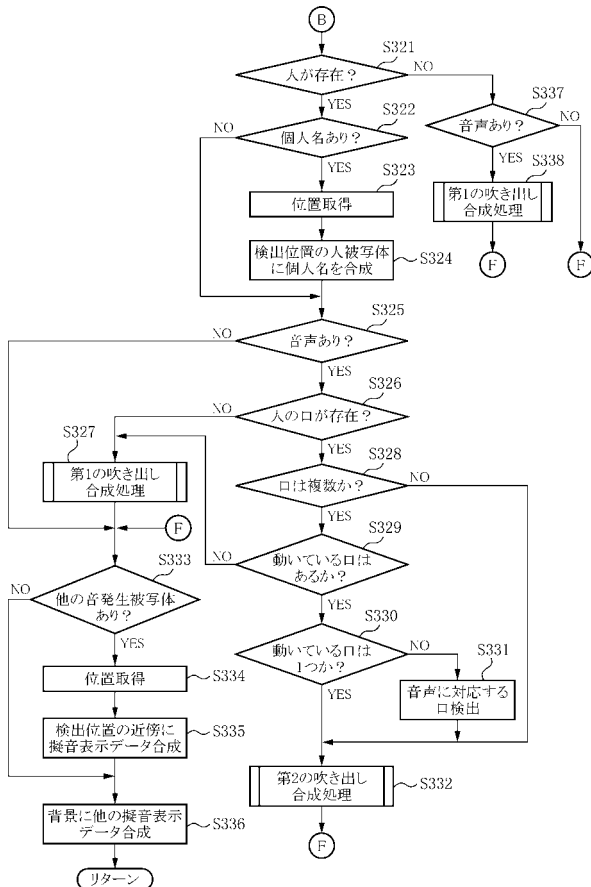 B
S321
人が存在？
NO
YES
S322
個人名あり？
NO
YES
S323
位置取得
検出位置の人被写体
に個人名を合成
S324
S337
音声あり？
NO
YES
S338
第1の吹き出し
合成処理
F
F
S325
音声あり？
NO
YES
S326
人の口が存在？
NO
YES
S327
第1の吹き出し
合成処理
S328
口は複数か？
NO
YES
F
S329
動いている口は
あるか？
NO
YES
S330
動いている口は
1つか？
NO
YES
S331
音声に対応する
口検出
第2の吹き出し
合成処理
S332
F
S333
他の音発生被写体
あり？
NO
YES
位置取得
S334
検出位置の近傍に
擬音表示データ合成
S335
背景に他の擬音表示
データ合成
S336
リターン